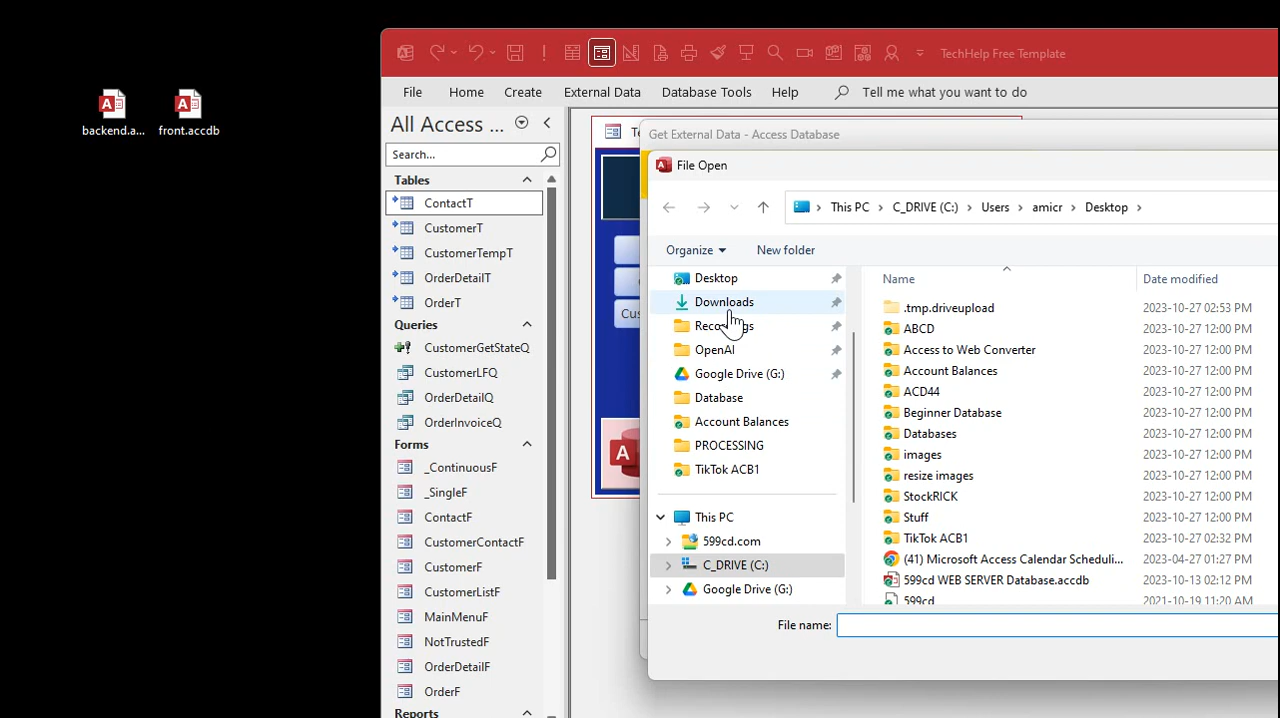 TechHelp Free Template
File Home Create External Data Database Tools Help Tell me what you want to do
backend.a... front.accdb
All Access ...
Search...
Tables
ContactT
CustomerT
CustomerTempT
OrderDetailT
OrderT
Queries
CustomerGetStateQ
CustomerLFQ
OrderDetailQ
OrderInvoiceQ
Forms
_ContinuousF
_SingleF
ContactF
CustomerContactF
CustomerF
CustomerListF
MainMenuF
NotTrustedF
OrderDetailF
OrderF
Reports
Get External Data - Access Database
File Open
This PC > C_DRIVE (C:) > Users > amicr > Desktop >
Organize New folder
Desktop
Downloads
OpenAI
Google Drive (G:)
Database
Account Balances
PROCESSING
TikTok ACB1
This PC
599cd.com
C_DRIVE (C:)
Google Drive (G:)
Name Date modified
.tmp.driveupload 2023-10-27 02:53 PM
ABCD 2023-10-27 12:00 PM
Access to Web Converter 2023-10-27 12:00 PM
Account Balances 2023-10-27 12:00 PM
ACD44 2023-10-27 12:00 PM
Beginner Database 2023-10-27 12:00 PM
Databases 2023-10-27 12:00 PM
images 2023-10-27 12:00 PM
resize images 2023-10-27 12:00 PM
StockRICK 2023-10-27 12:00 PM
Stuff 2023-10-27 12:00 PM
TikTok ACB1 2023-10-27 02:32 PM
(41) Microsoft Access Calendar Scheduli... 2023-04-27 01:27 PM
599cd WEB SERVER Database.accdb 2023-10-13 02:12 PM
599cd 2021-10-19 11:20 AM
File name: